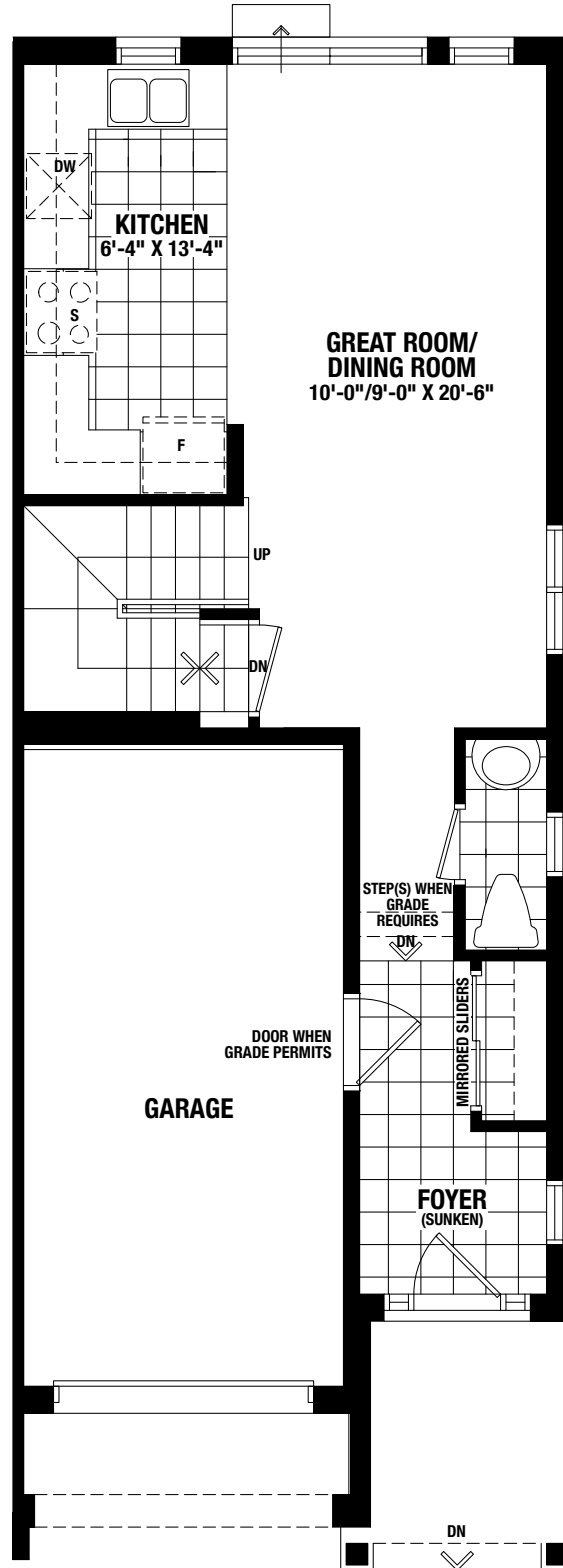 DW
KITCHEN
6'-4" X 13'-4"
S
GREAT ROOM/
DINING ROOM
10'-0"/9'-0" X 20'-6"
F
UP
DN
STEP(S) WHEN
GRADE
REQUIRES
DN
MIRRORED SLIDERS
DOOR WHEN
GRADE PERMITS
GARAGE
FOYER
(SUNKEN)
DN